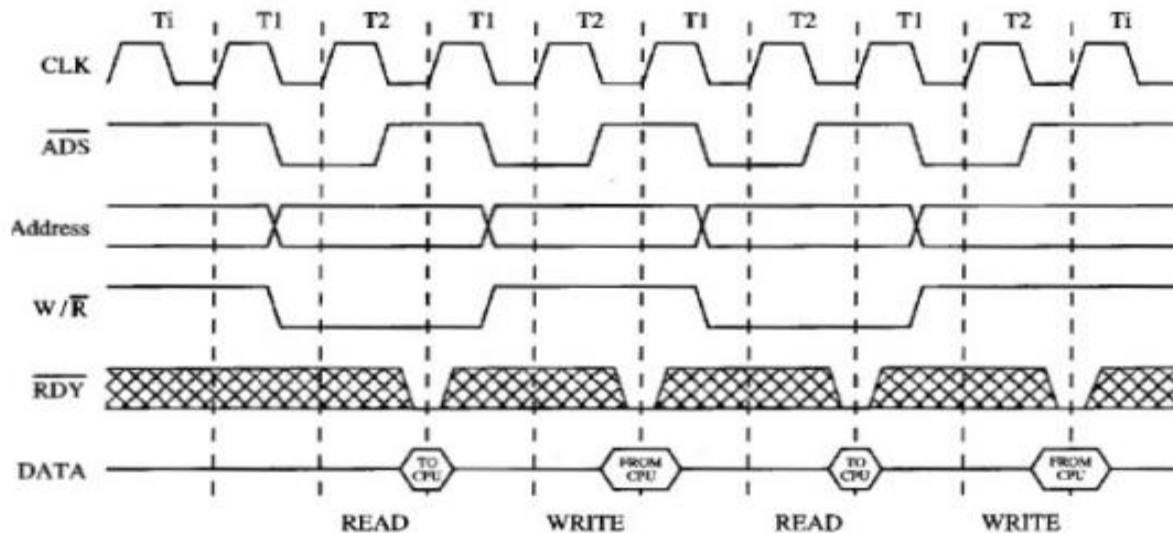 Ti T1 T2 T1 T2 T1 T2 T1 T2 Ti
CLK
ADS
Address
W/R
RDY
DATA
TO CPU FROM CPU TO CPU FROM CPU
READ WRITE READ WRITE